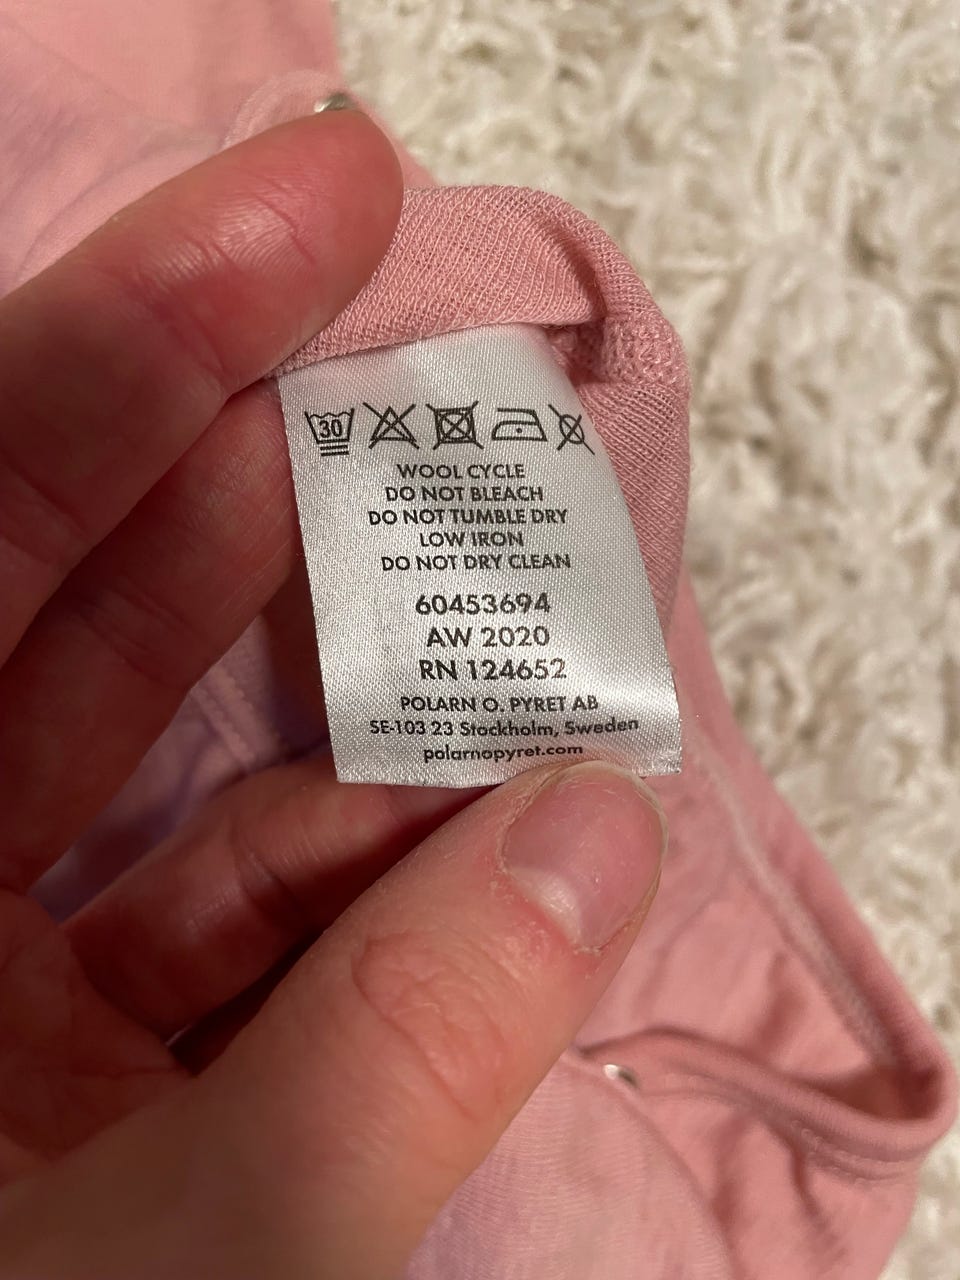 30
WOOL CYCLE
DO NOT BLEACH
DO NOT TUMBLE DRY
LOW IRON
DO NOT DRY CLEAN
60453694
AW 2020
RN 124652
POLARN O. PYRET AB
SE-103 23 Stockholm, Sweden
polarnopyret.com